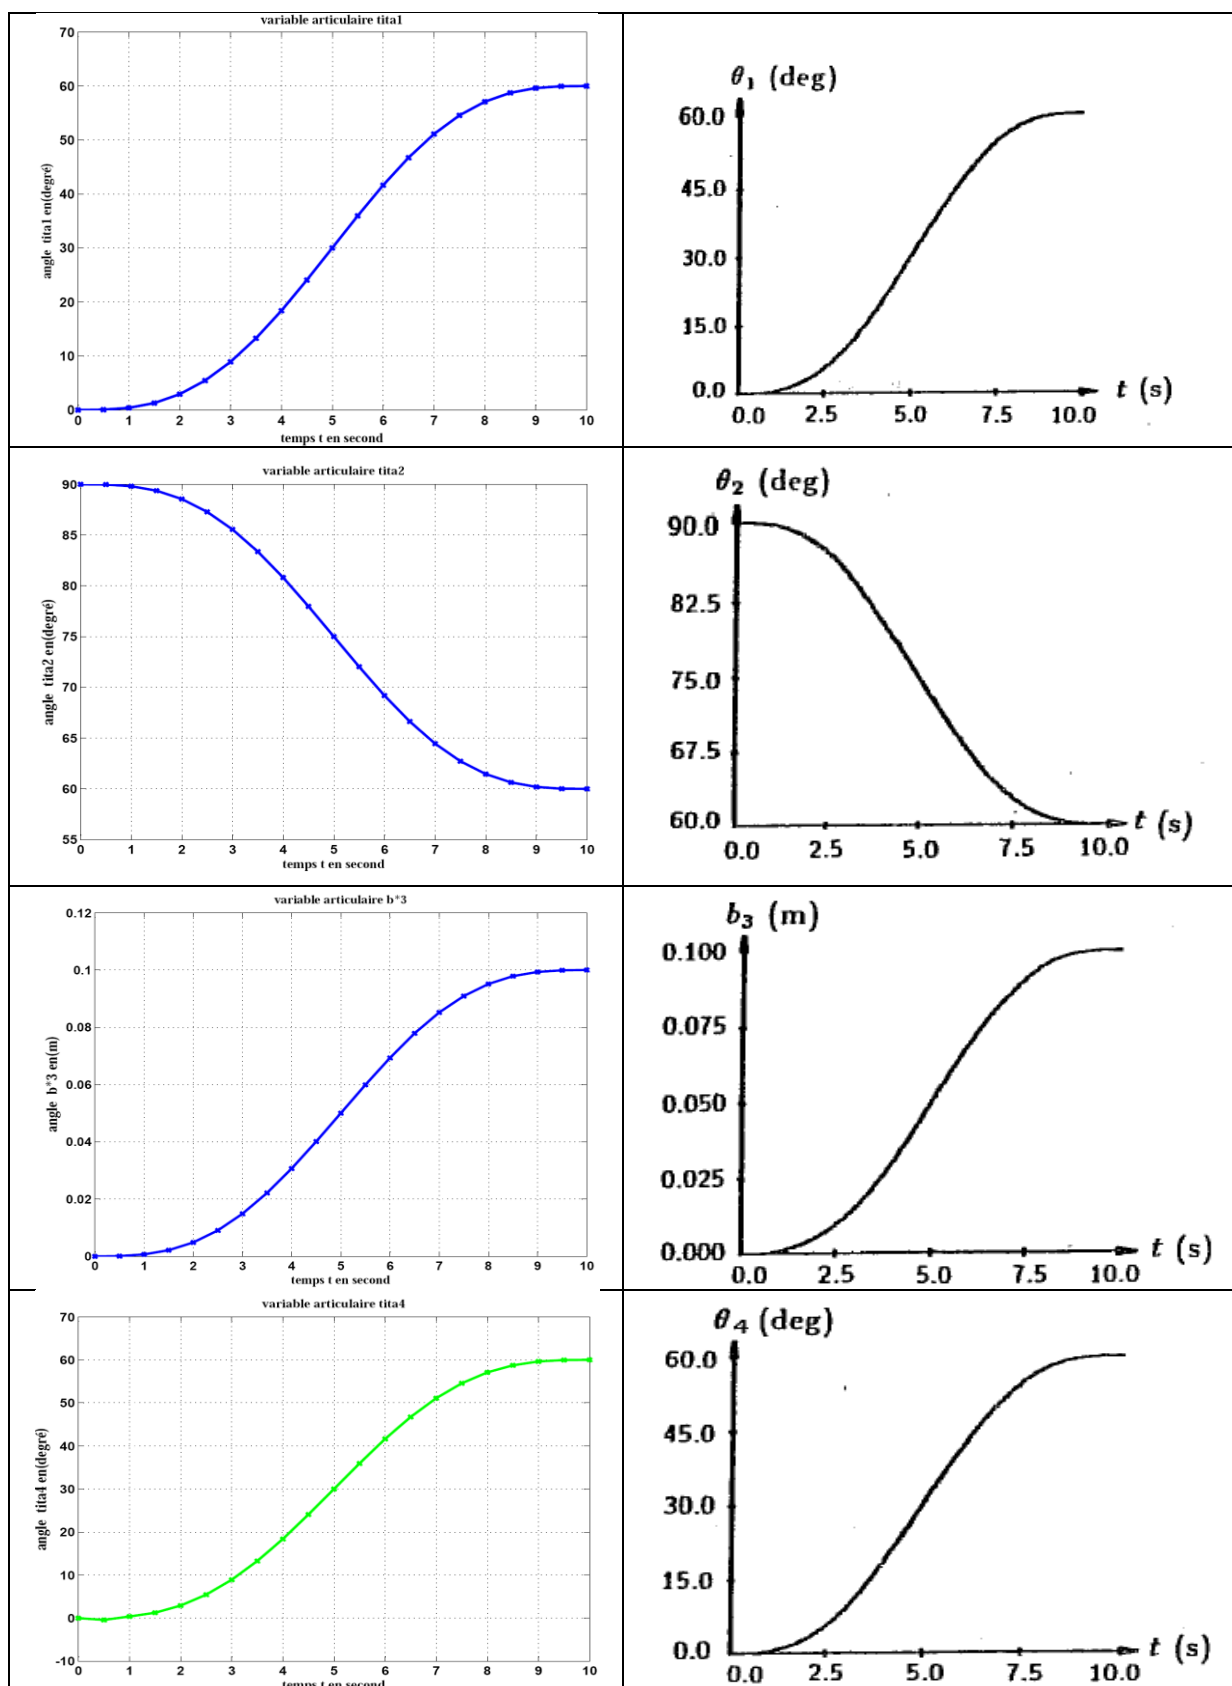 variable articulaire tita1
70
60
50
40
30
20
10
0
0 1 2 3 4 5 6 7 8 9 10
angle tita1 en(degré)
temps t en second
θ1 (deg)
60.0
45.0
30.0
15.0
0.0
0.0 2.5 5.0 7.5 10.0
t (s)
variable articulaire tita2
90
85
80
75
70
65
60
55
0 1 2 3 4 5 6 7 8 9 10
angle tita2 en(degré)
temps t en second
θ2 (deg)
90.0
82.5
75.0
67.5
60.0
0.0 2.5 5.0 7.5 10.0
t (s)
variable articulaire b*3
0.12
0.1
0.08
0.06
0.04
0.02
0
0 1 2 3 4 5 6 7 8 9 10
angle b*3 en(m)
temps t en second
b3 (m)
0.100
0.075
0.050
0.025
0.000
0.0 2.5 5.0 7.5 10.0
t (s)
variable articulaire tita4
70
60
50
40
30
20
10
0
-10
0 1 2 3 4 5 6 7 8 9 10
angle tita4 en(degré)
temps t en second
θ4 (deg)
60.0
45.0
30.0
15.0
0.0
0.0 2.5 5.0 7.5 10.0
t (s)